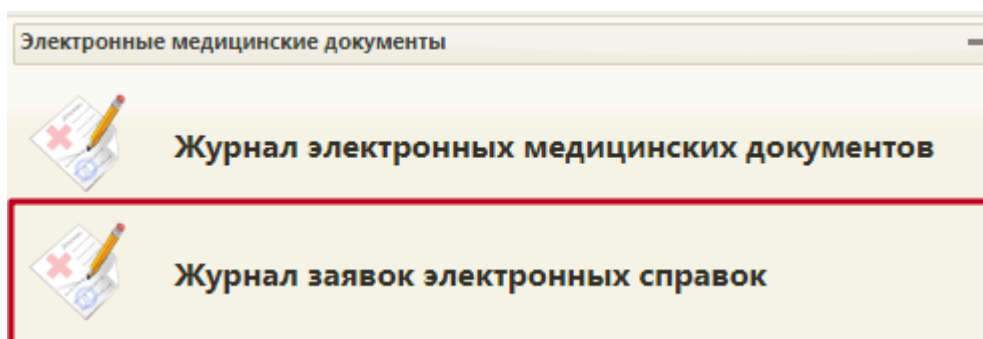 Электронные медицинские документы
Журнал электронных медицинских документов
Журнал заявок электронных справок